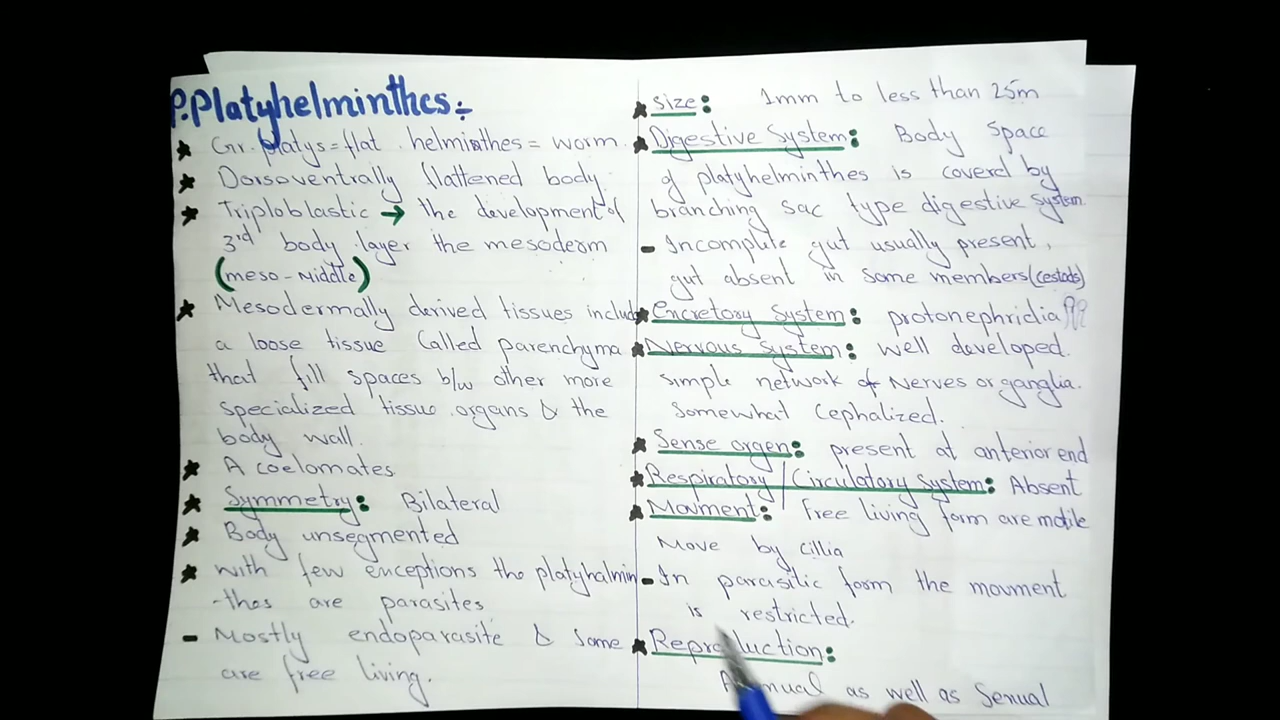 P.Platyhelminthes:-
Gr. platys=flat . helminthes = worm
Dorsoventrally flattened body.
Triploblastic → the development of
3rd body layer the mesoderm
(meso-Middle)
Mesodermally derived tissues include
a loose tissue Called parenchyma
that fill spaces b/w other more
specialized tissue, organs & the
body wall.
Acoelomates
Symmetry: Bilateral
Body unsegmented
with few exceptions the platyhalmin
-thes are parasites
- Mostly endoparasite & Some
are free living.
Size: 1mm to less than 25m
Digestive System: Body Space
of platyhelminthes is coverd by
branching sac type digestive system.
- Incomplete gut usually present,
gut absent in some members(cestods)
Excretory System: protonephridia
Nervous system: well developed.
simple network of Nerves or ganglia.
Somewhat Cephalized.
Sense orgen: present at anterior end
Respiratory / Circulatory system: Absent
Movment: free living form are motile
Move by cillia
- In parasitic form the movment
is restricted.
Reproduction:
as well as Sexual